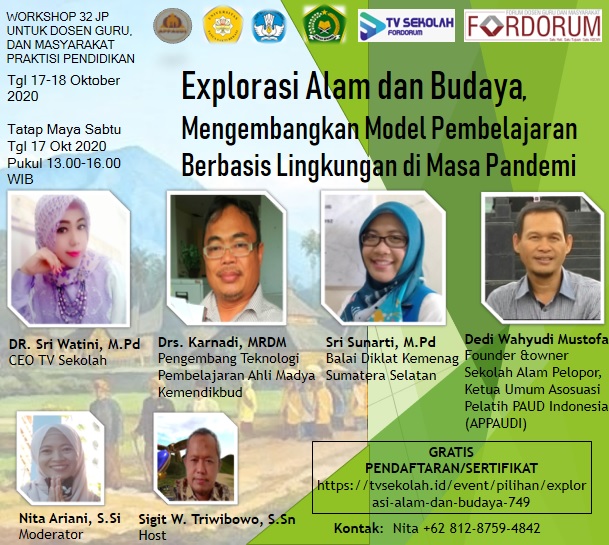 WORKSHOP 32 JP
UNTUK DOSEN GURU,
DAN MASYARAKAT
PRAKTISI PENDIDIKAN
Tgl 17-18 Oktober
2020
Tatap Maya Sabtu
Tgl 17 Okt 2020
Pukul 13.00-16.00
WIB
TV SEKOLAH
FORDORUM
FORDORUM
Explorasi Alam dan Budaya,
Mengembangkan Model Pembelajaran
Berbasis Lingkungan di Masa Pandemi
DR. Sri Watini, M.Pd
CEO TV Sekolah
Drs. Karnadi, MRDM
Pengembang Teknologi
Pembelajaran Ahli Madya
Kemendikbud
Sri Sunarti, M.Pd
Balai Diklat Kemenag
Sumatera Selatan
Dedi Wahyudi Mustofa
Founder &owner
Sekolah Alam Pelopor,
Ketua Umum Asosuasi
Pelatih PAUD Indonesia
(APPAUDI)
Nita Ariani, S.Si
Moderator
Sigit W. Triwibowo, S.Sn
Host
GRATIS
PENDAFTARAN/SERTIFIKAT
https://tvsekolah.id/event/pilihan/explor
asi-alam-dan-budaya-749
Kontak: Nita +62 812-8759-4842